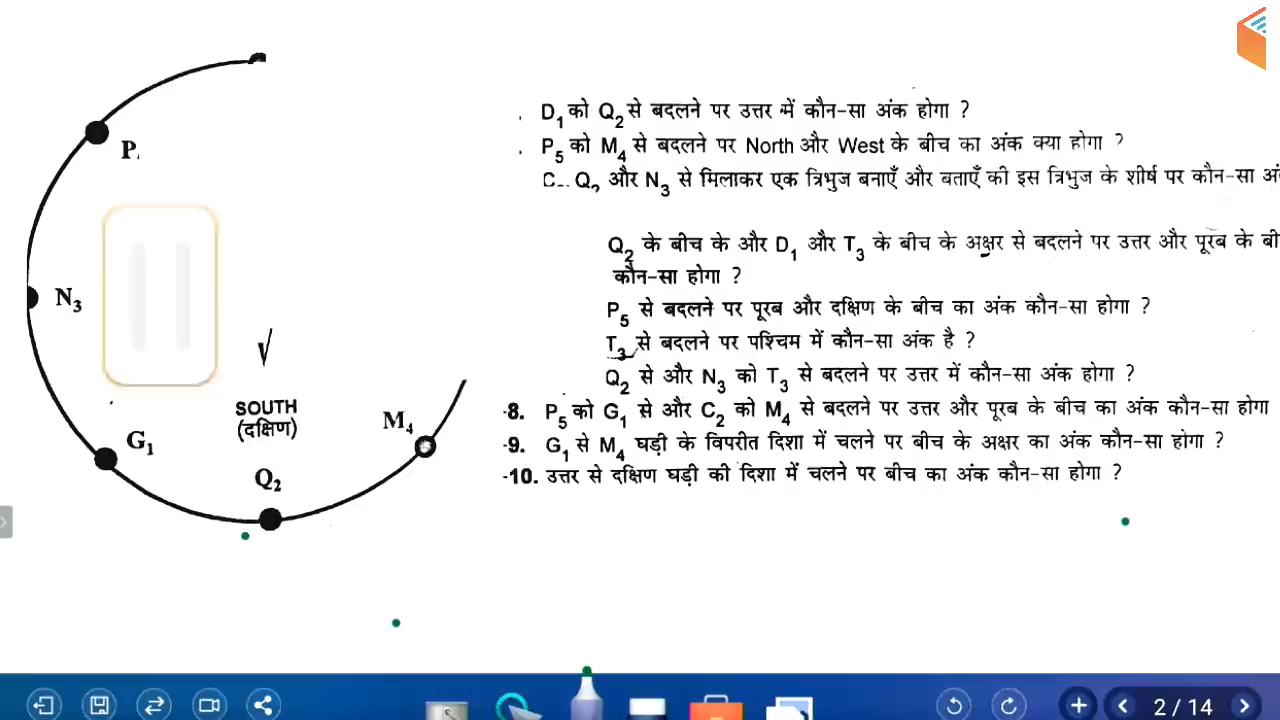 D1 को Q2 से बदलने पर उत्तर में कौन-सा अंक होगा ?
P5 को M4 से बदलने पर North और West के बीच का अंक क्या होगा ?
Q2 और N3 से मिलाकर एक त्रिभुज बनाएँ और बताएँ की इस त्रिभुज के शीर्ष पर कौन-सा
Q2 के बीच के और D1 और T3 के बीच के अक्षर से बदलने पर उत्तर और पूरब के
कौन-सा होगा ?
P5 से बदलने पर पूरब और दक्षिण के बीच का अंक कौन-सा होगा ?
T3 से बदलने पर पश्चिम में कौन-सा अंक है ?
Q2 से और N3 को T3 से बदलने पर उत्तर में कौन-सा अंक होगा ?
-8. P5 को G1 से और C2 को M4 से बदलने पर उत्तर और पूरब के बीच का अंक कौन-सा होगा
-9. G1 से M4 घड़ी के विपरीत दिशा में चलने पर बीच के अक्षर का अंक कौन-सा होगा ?
-10. उत्तर से दक्षिण घड़ी की दिशा में चलने पर बीच का अंक कौन-सा होगा ?
P
N3
SOUTH
(दक्षिण)
M4
G1
Q2
2 / 14